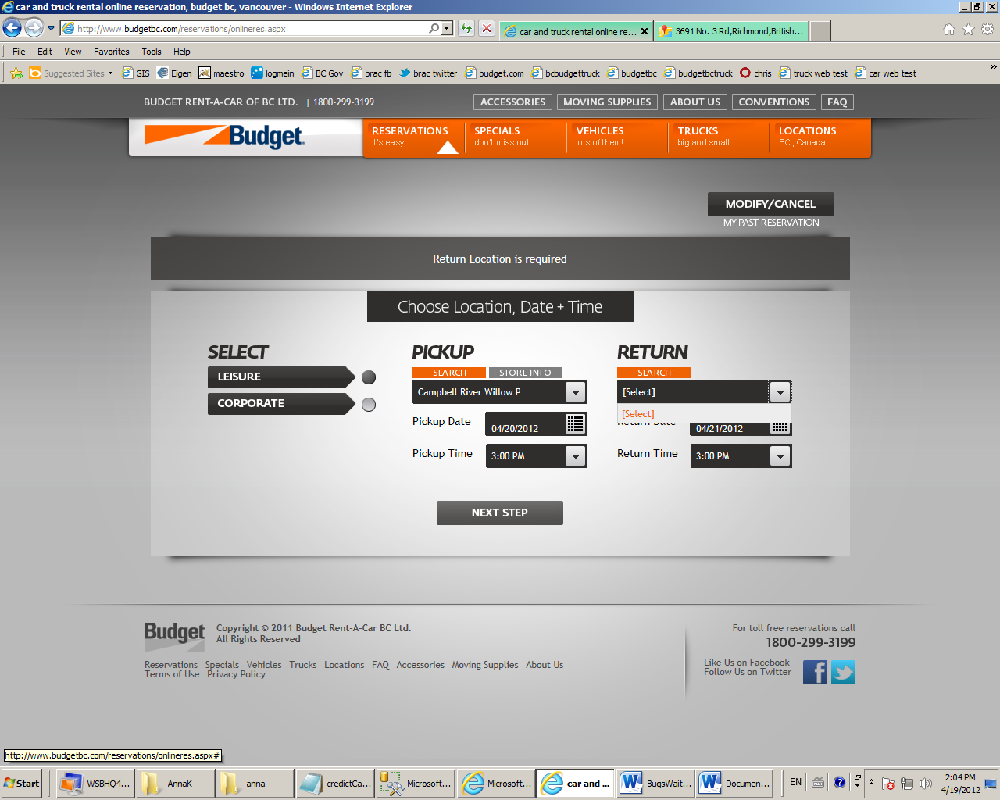 car and truck rental online reservation, budget bc, vancouver - Windows Internet Explorer
http://www.budgetbc.com/reservations/onlineres.aspx
car and truck rental online re...
3691 No. 3 Rd,Richmond,British...
File Edit View Favorites Tools Help
Suggested Sites GIS Eigen maestro logmein BC Gov brac fb brac twitter budget.com bcbudgettruck budgetbc budgetbctruck chris truck web test car web test
BUDGET RENT-A-CAR OF BC LTD. | 1800-299-3199
ACCESSORIES MOVING SUPPLIES ABOUT US CONVENTIONS FAQ
Budget
RESERVATIONS
it's easy!
SPECIALS
don't miss out!
VEHICLES
lots of them!
TRUCKS
big and small!
LOCATIONS
BC , Canada
MODIFY/CANCEL
MY PAST RESERVATION
Return Location is required
Choose Location, Date + Time
SELECT
LEISURE
CORPORATE
PICKUP
SEARCH STORE INFO
Campbell River Willow P
Pickup Date 04/20/2012
Pickup Time 3:00 PM
RETURN
SEARCH
[Select]
[Select]
Return Date 04/21/2012
Return Time 3:00 PM
NEXT STEP
Budget
Copyright © 2011 Budget Rent-A-Car BC Ltd.
All Rights Reserved
Reservations Specials Vehicles Trucks Locations FAQ Accessories Moving Supplies About Us
Terms of Use Privacy Policy
For toll free reservations call
1800-299-3199
Like Us on Facebook
Follow Us on Twitter
http://www.budgetbc.com/reservations/onlineres.aspx#
Start WSBHQ4... AnnaK anna credictCa... Microsoft... Microsoft... car and ... BugsWait... Documen... EN
2:04 PM
4/19/2012